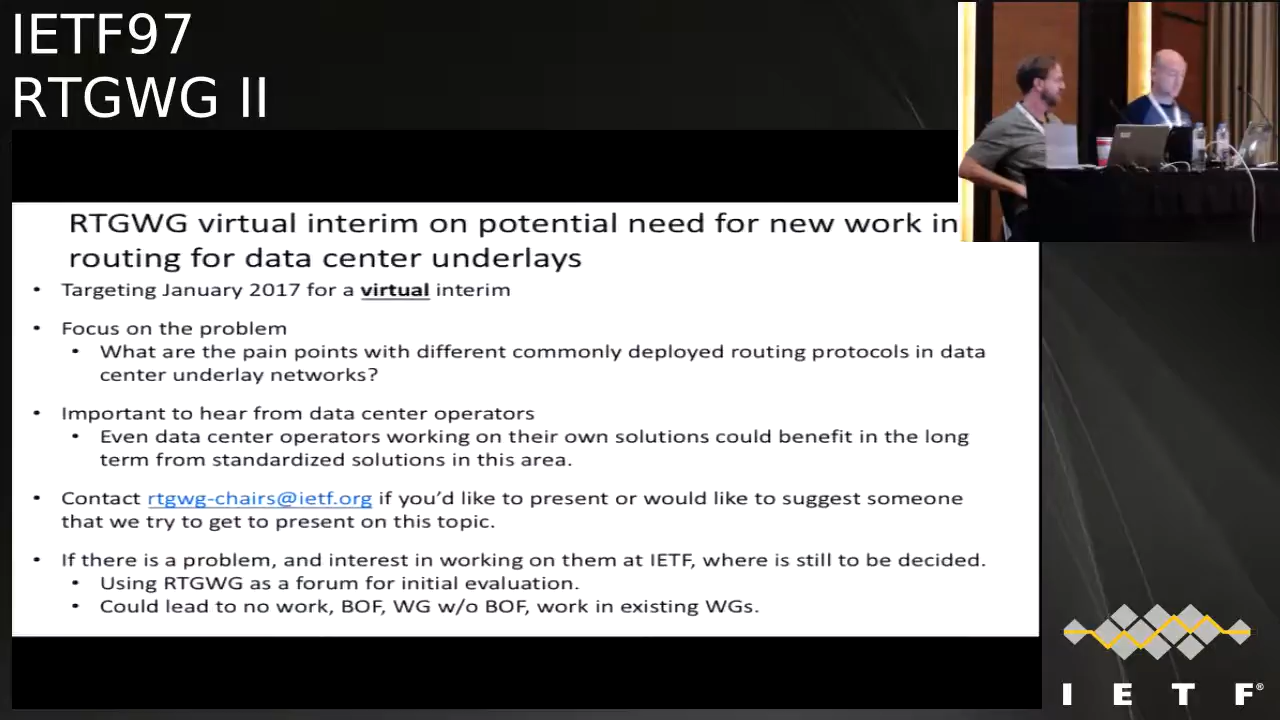 IETF97
RTGWG II
RTGWG virtual interim on potential need for new work in
routing for data center underlays
• Targeting January 2017 for a virtual interim
• Focus on the problem
• What are the pain points with different commonly deployed routing protocols in data
center underlay networks?
• Important to hear from data center operators
• Even data center operators working on their own solutions could benefit in the long
term from standardized solutions in this area.
• Contact rtgwg-chairs@ietf.org if you’d like to present or would like to suggest someone
that we try to get to present on this topic.
• If there is a problem, and interest in working on them at IETF, where is still to be decided.
• Using RTGWG as a forum for initial evaluation.
• Could lead to no work, BOF, WG w/o BOF, work in existing WGs.
I E T F®